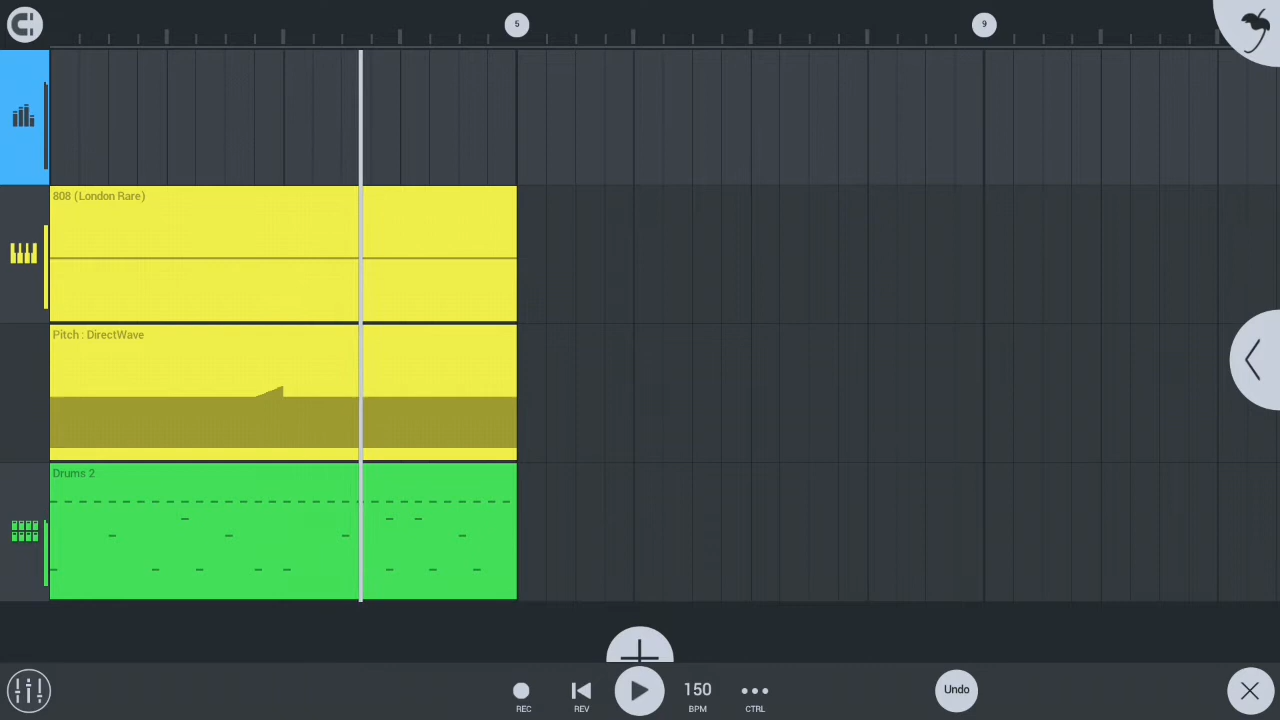 5
9
808 (London Rare)
Pitch : DirectWave
Drums 2
REC
REV
150
BPM
CTRL
Undo